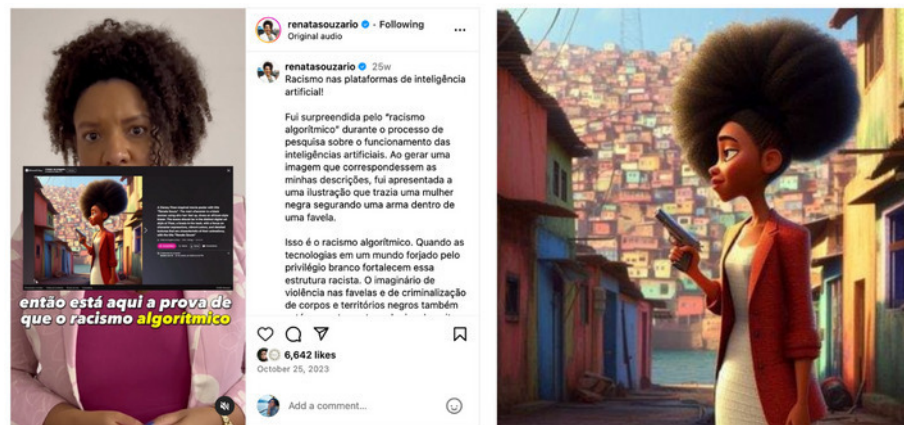 renatasouzario • Following
Original audio
renatasouzario 25w
Racismo nas plataformas de inteligência
artificial!
Fui surpreendida pelo "racismo
algorítmico" durante o processo de
pesquisa sobre o funcionamento das
inteligências artificiais. Ao gerar uma
imagem que correspondessem as
minhas descrições, fui apresentada a
uma ilustração que trazia uma mulher
negra segurando uma arma dentro de
uma favela.
Isso é o racismo algorítmico. Quando as
tecnologias em um mundo forjado pelo
privilégio branco fortalecem essa
estrutura racista. O imaginário de
violência nas favelas e de criminalização
de corpos e territórios negros também
então está aqui a prova de
que o racismo algorítmico
6,642 likes
October 25, 2023
Add a comment...